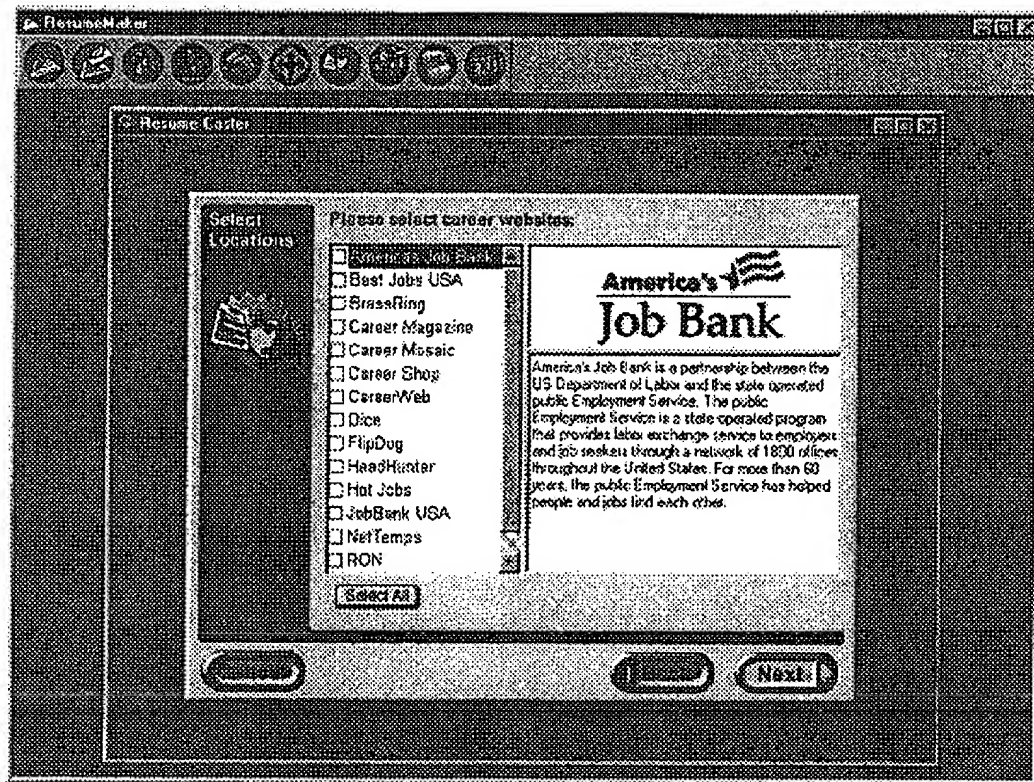 ResumeMaker
Resume Caster
Select
Locations
Please select career websites:
America's Job Bank
Best Jobs USA
BrassRing
Career Magazine
Career Mosaic
Career Shop
CareerWeb
Dice
FlipDog
HeadHunter
Hot Jobs
JobBank USA
NetTemps
RON
Select All
America's
Job Bank
America's Job Bank is a partnership between the
US Department of Labor and the state operated
public Employment Service. The public
Employment Service is a state operated program
that provides labor exchange service to employers
and job seekers through a network of 1800 offices
throughout the United States. For more than 60
years, the public Employment Service has helped
people and jobs find each other.
Next